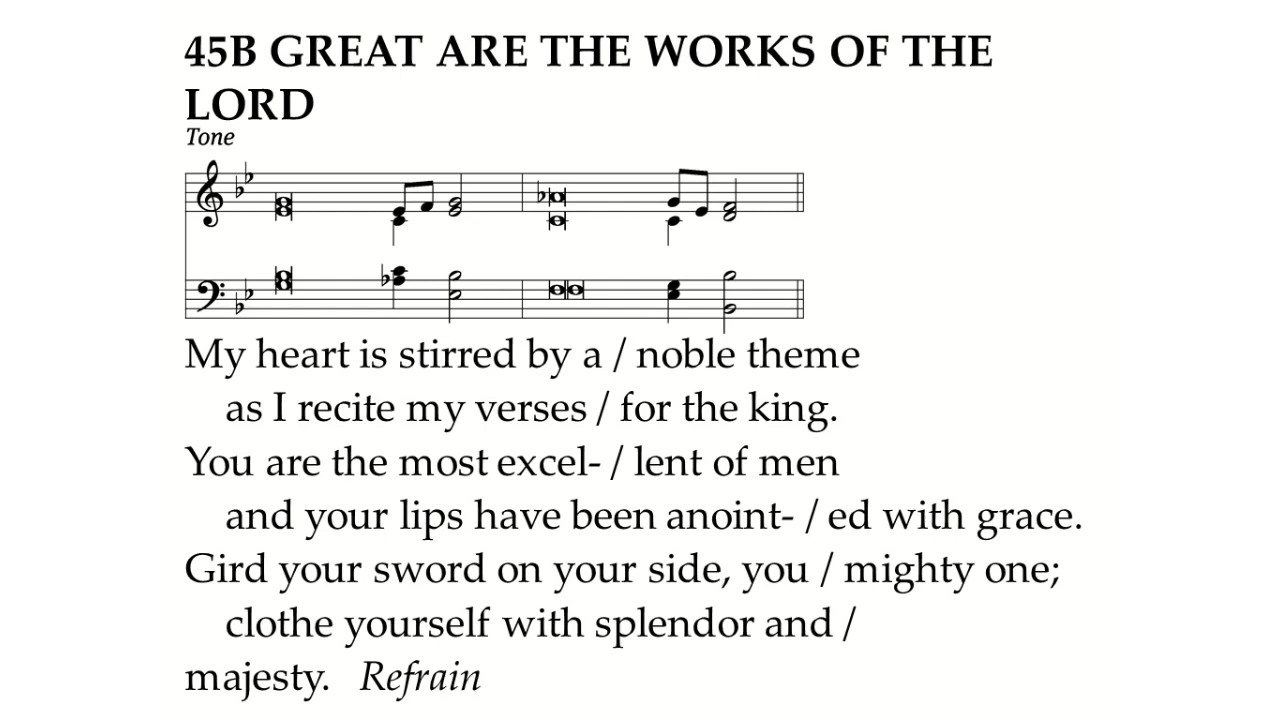 45B GREAT ARE THE WORKS OF THE
LORD
Tone
My heart is stirred by a / noble theme
as I recite my verses / for the king.
You are the most excel- / lent of men
and your lips have been anoint- / ed with grace.
Gird your sword on your side, you / mighty one;
clothe yourself with splendor and /
majesty. Refrain